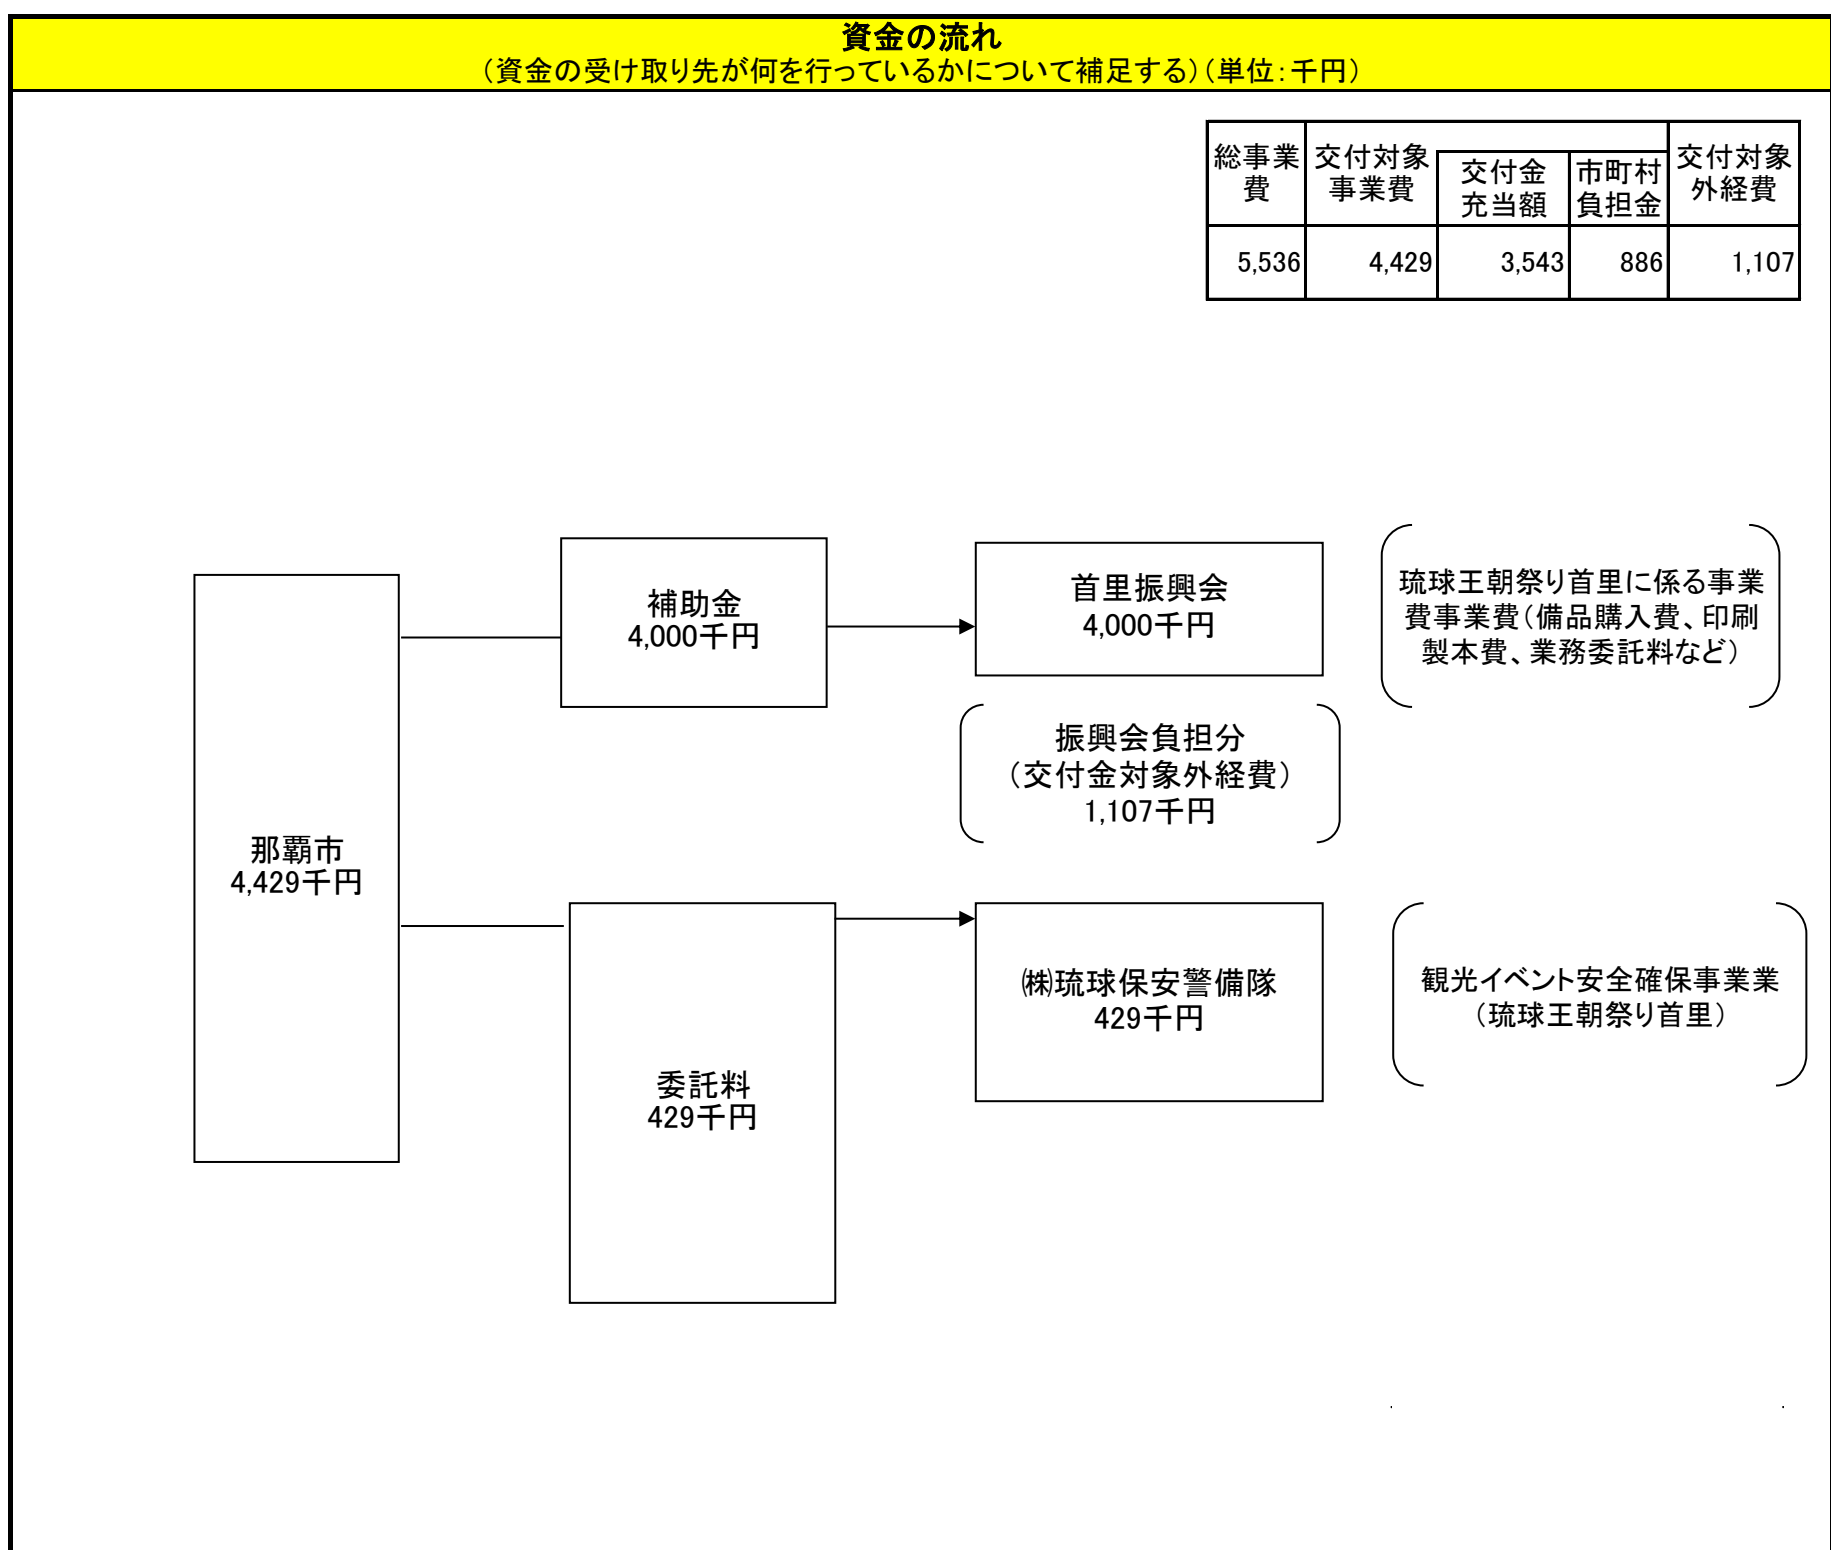 資金の流れ
（資金の受け取り先が何を行っているかについて補足する）（単位：千円）
総事業
費
交付対象
事業費
交付金
充当額
市町村
負担金
交付対象
外経費
5,536
4,429
3,543
886
1,107
那覇市
4,429千円
補助金
4,000千円
首里振興会
4,000千円
琉球王朝祭り首里に係る事業
費事業費（備品購入費、印刷
製本費、業務委託料など）
振興会負担分
（交付金対象外経費）
1,107千円
委託料
429千円
㈱琉球保安警備隊
429千円
観光イベント安全確保事業業
（琉球王朝祭り首里）